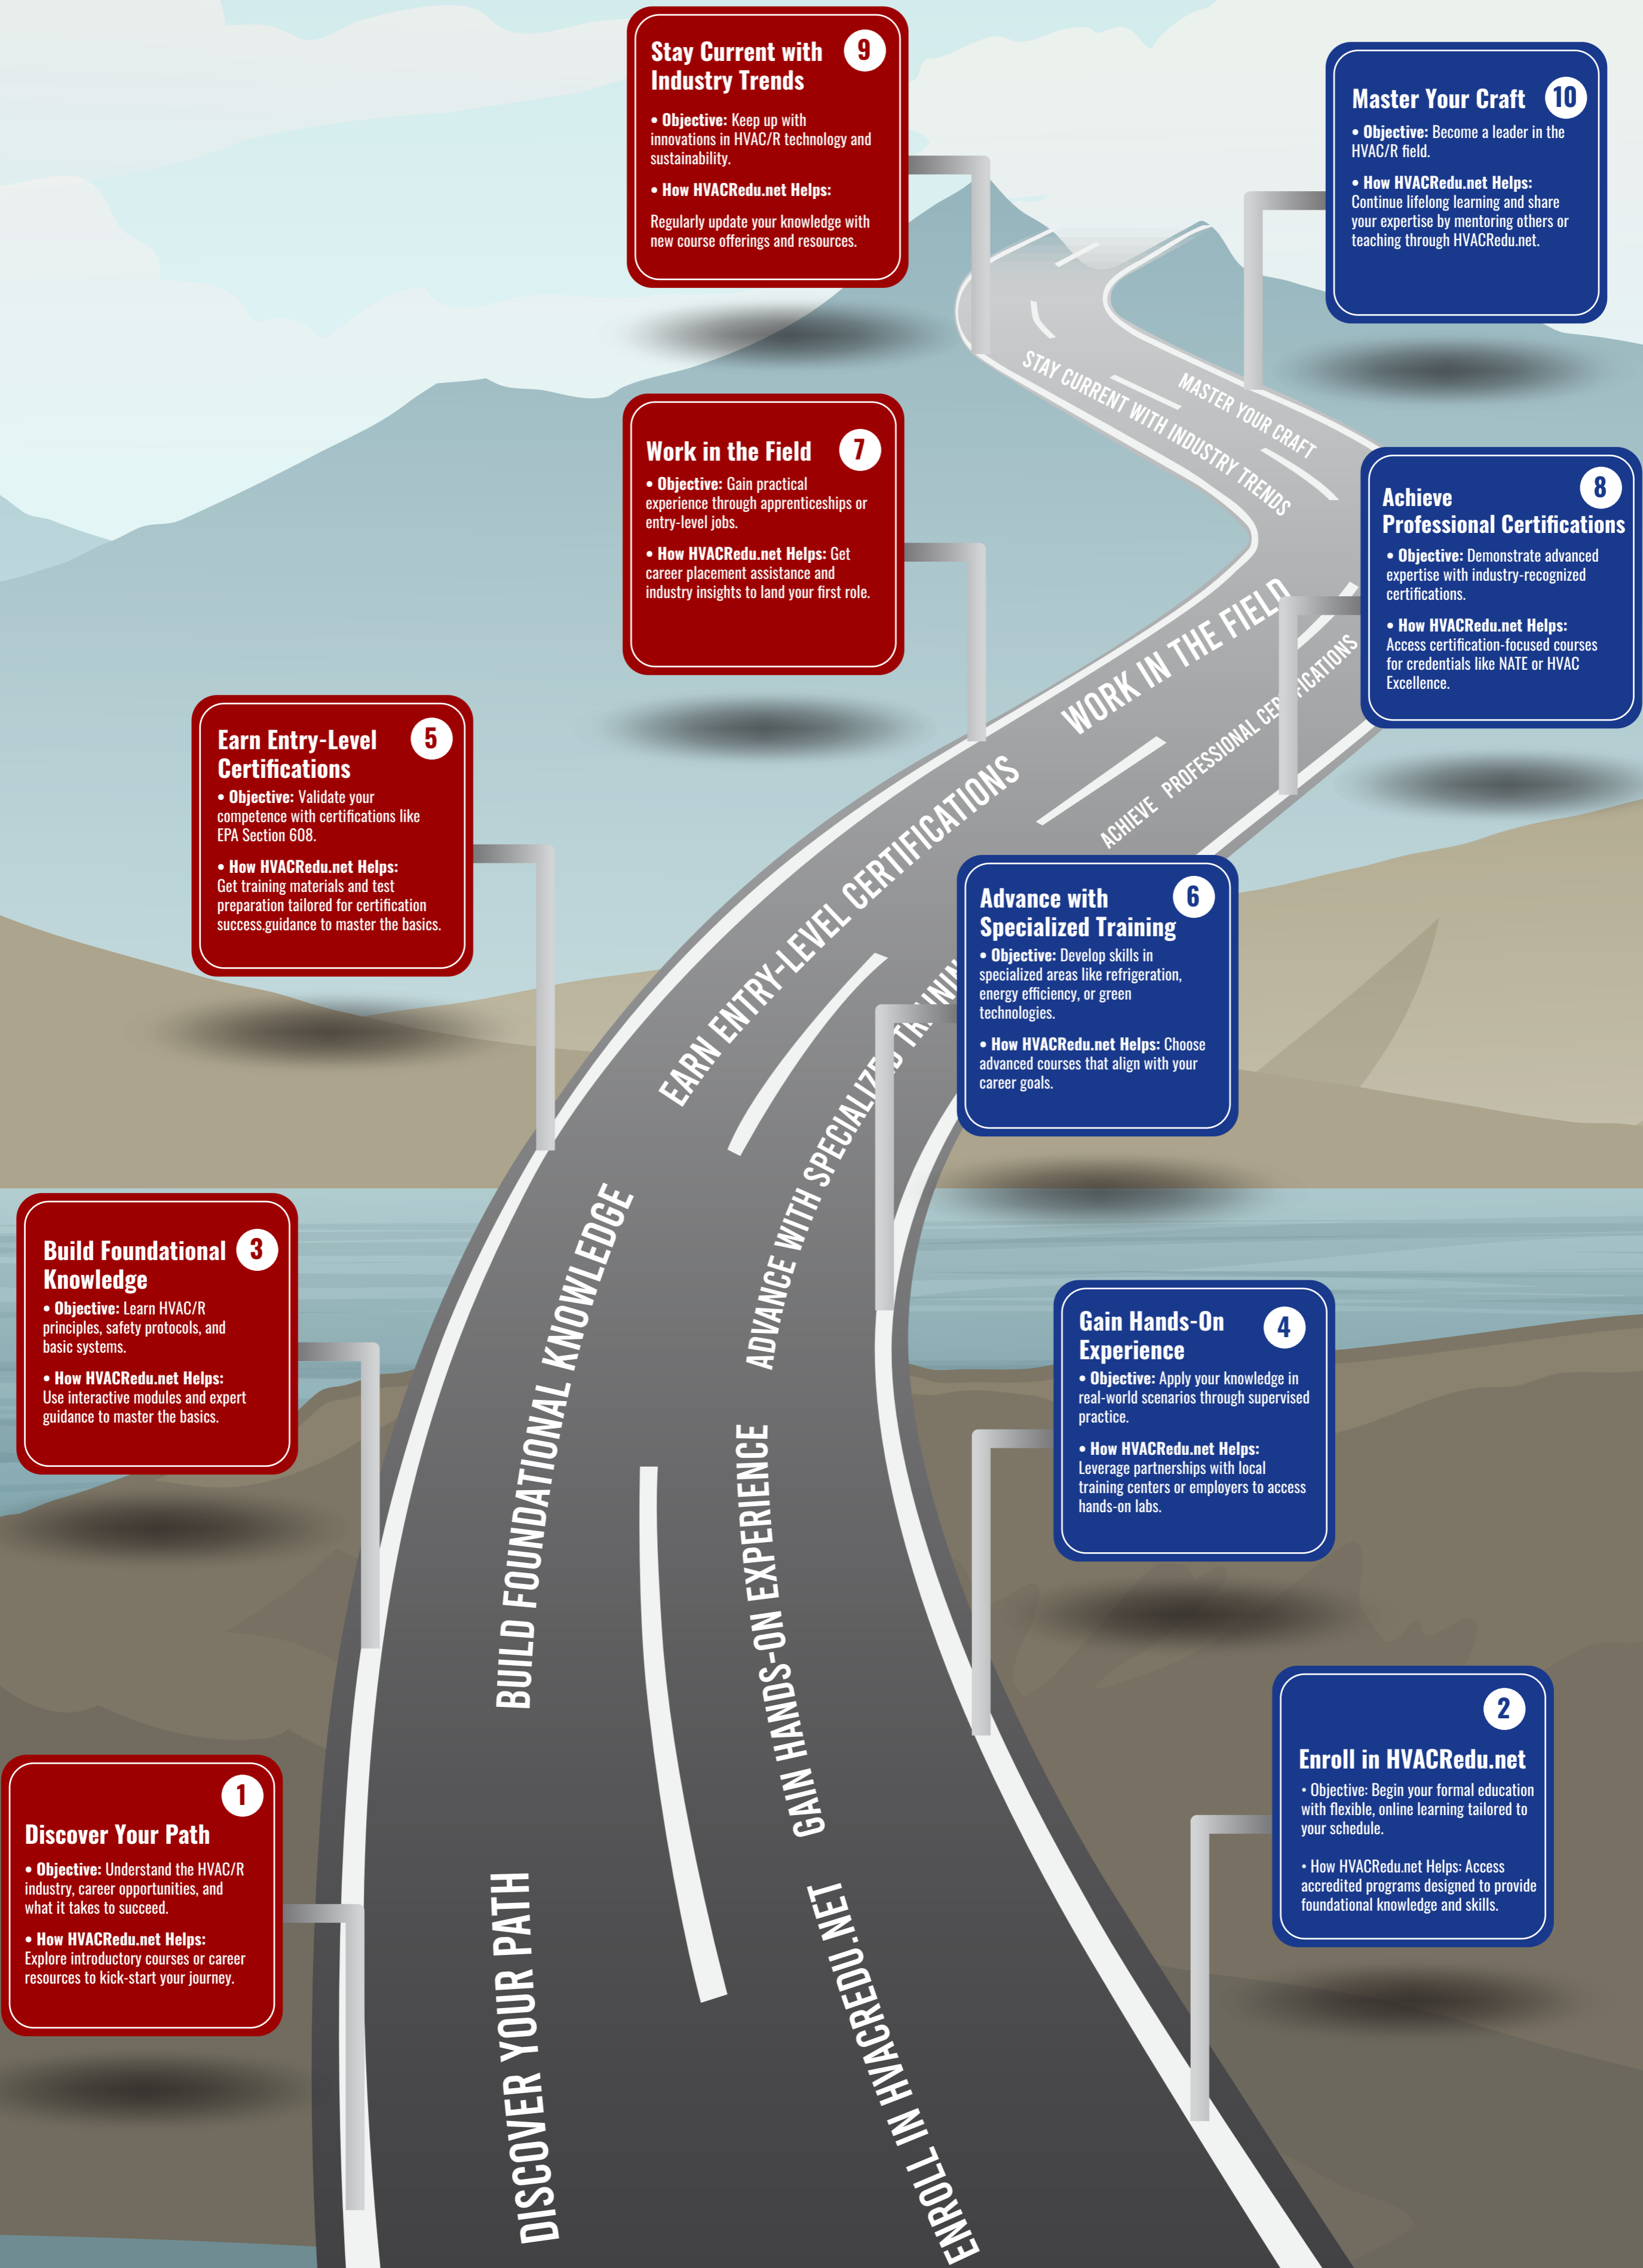 9
Stay Current with
Industry Trends
• Objective: Keep up with
innovations in HVAC/R technology and
sustainability.
• How HVACRedu.net Helps:
Regularly update your knowledge with
new course offerings and resources.
10
Master Your Craft
• Objective: Become a leader in the
HVAC/R field.
• How HVACRedu.net Helps:
Continue lifelong learning and share
your expertise by mentoring others or
teaching through HVACRedu.net.
STAY CURRENT WITH INDUSTRY TRENDS
MASTER YOUR CRAFT
7
Work in the Field
• Objective: Gain practical
experience through apprenticeships or
entry-level jobs.
• How HVACRedu.net Helps: Get
career placement assistance and
industry insights to land your first role.
8
Achieve
Professional Certifications
• Objective: Demonstrate advanced
expertise with industry-recognized
certifications.
• How HVACRedu.net Helps:
Access certification-focused courses
for credentials like NATE or HVAC
Excellence.
WORK IN THE FIELD
ACHIEVE PROFESSIONAL CERTIFICATIONS
5
Earn Entry-Level
Certifications
• Objective: Validate your
competence with certifications like
EPA Section 608.
• How HVACRedu.net Helps:
Get training materials and test
preparation tailored for certification
success.guidance to master the basics.
6
Advance with
Specialized Training
• Objective: Develop skills in
specialized areas like refrigeration,
energy efficiency, or green
technologies.
• How HVACRedu.net Helps: Choose
advanced courses that align with your
career goals.
EARN ENTRY-LEVEL CERTIFICATIONS
ADVANCE WITH SPECIALIZED TRAININ
3
Build Foundational
Knowledge
• Objective: Learn HVAC/R
principles, safety protocols, and
basic systems.
• How HVACRedu.net Helps:
Use interactive modules and expert
guidance to master the basics.
4
Gain Hands-On
Experience
• Objective: Apply your knowledge in
real-world scenarios through supervised
practice.
• How HVACRedu.net Helps:
Leverage partnerships with local
training centers or employers to access
hands-on labs.
BUILD FOUNDATIONAL KNOWLEDGE
GAIN HANDS-ON EXPERIENCE
1
Discover Your Path
• Objective: Understand the HVAC/R
industry, career opportunities, and
what it takes to succeed.
• How HVACRedu.net Helps:
Explore introductory courses or career
resources to kick-start your journey.
2
Enroll in HVACRedu.net
• Objective: Begin your formal education
with flexible, online learning tailored to
your schedule.
• How HVACRedu.net Helps: Access
accredited programs designed to provide
foundational knowledge and skills.
DISCOVER YOUR PATH
ENROLL IN HVACREDU.NET